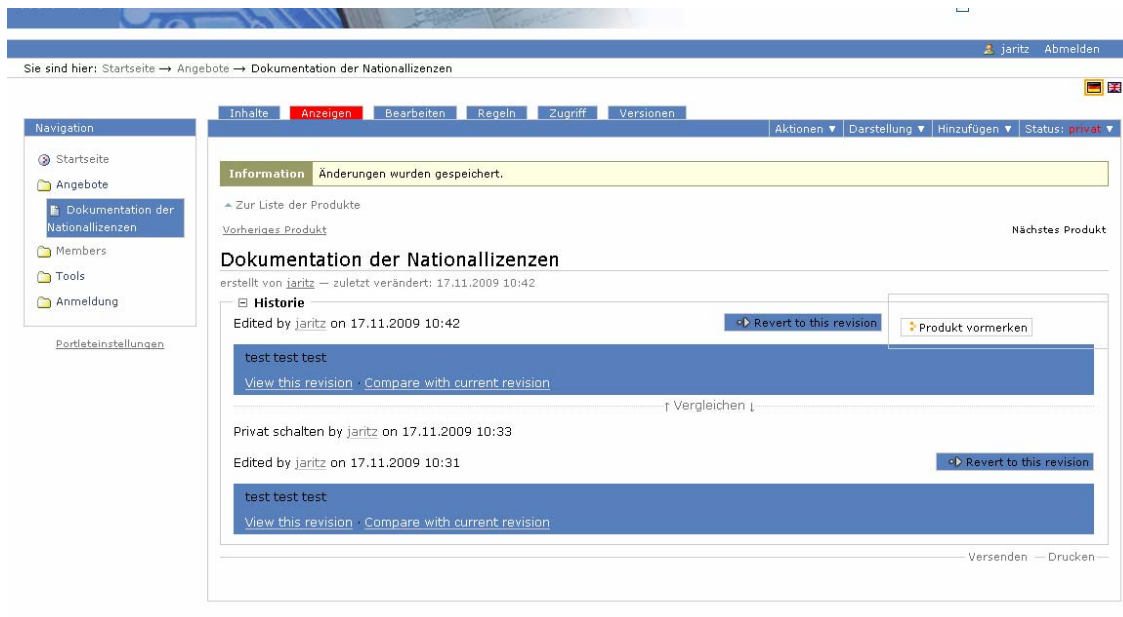 jaritz Abmelden
Sie sind hier: Startseite → Angebote → Dokumentation der Nationallizenzen
Inhalte Anzeigen Bearbeiten Regeln Zugriff Versionen
Aktionen ▼ Darstellung ▼ Hinzufügen ▼ Status: privat ▼
Navigation
Startseite
Angebote
Dokumentation der
Nationallizenzen
Members
Tools
Anmeldung
Portleteinstellungen
Information Änderungen wurden gespeichert.
Zur Liste der Produkte
Vorheriges Produkt Nächstes Produkt
Dokumentation der Nationallizenzen
erstellt von jaritz — zuletzt verändert: 17.11.2009 10:42
Historie
Edited by jaritz on 17.11.2009 10:42 Revert to this revision Produkt vormerken
test test test
View this revision · Compare with current revision
↑ Vergleichen ↓
Privat schalten by jaritz on 17.11.2009 10:33
Edited by jaritz on 17.11.2009 10:31 Revert to this revision
test test test
View this revision · Compare with current revision
Versenden — Drucken —